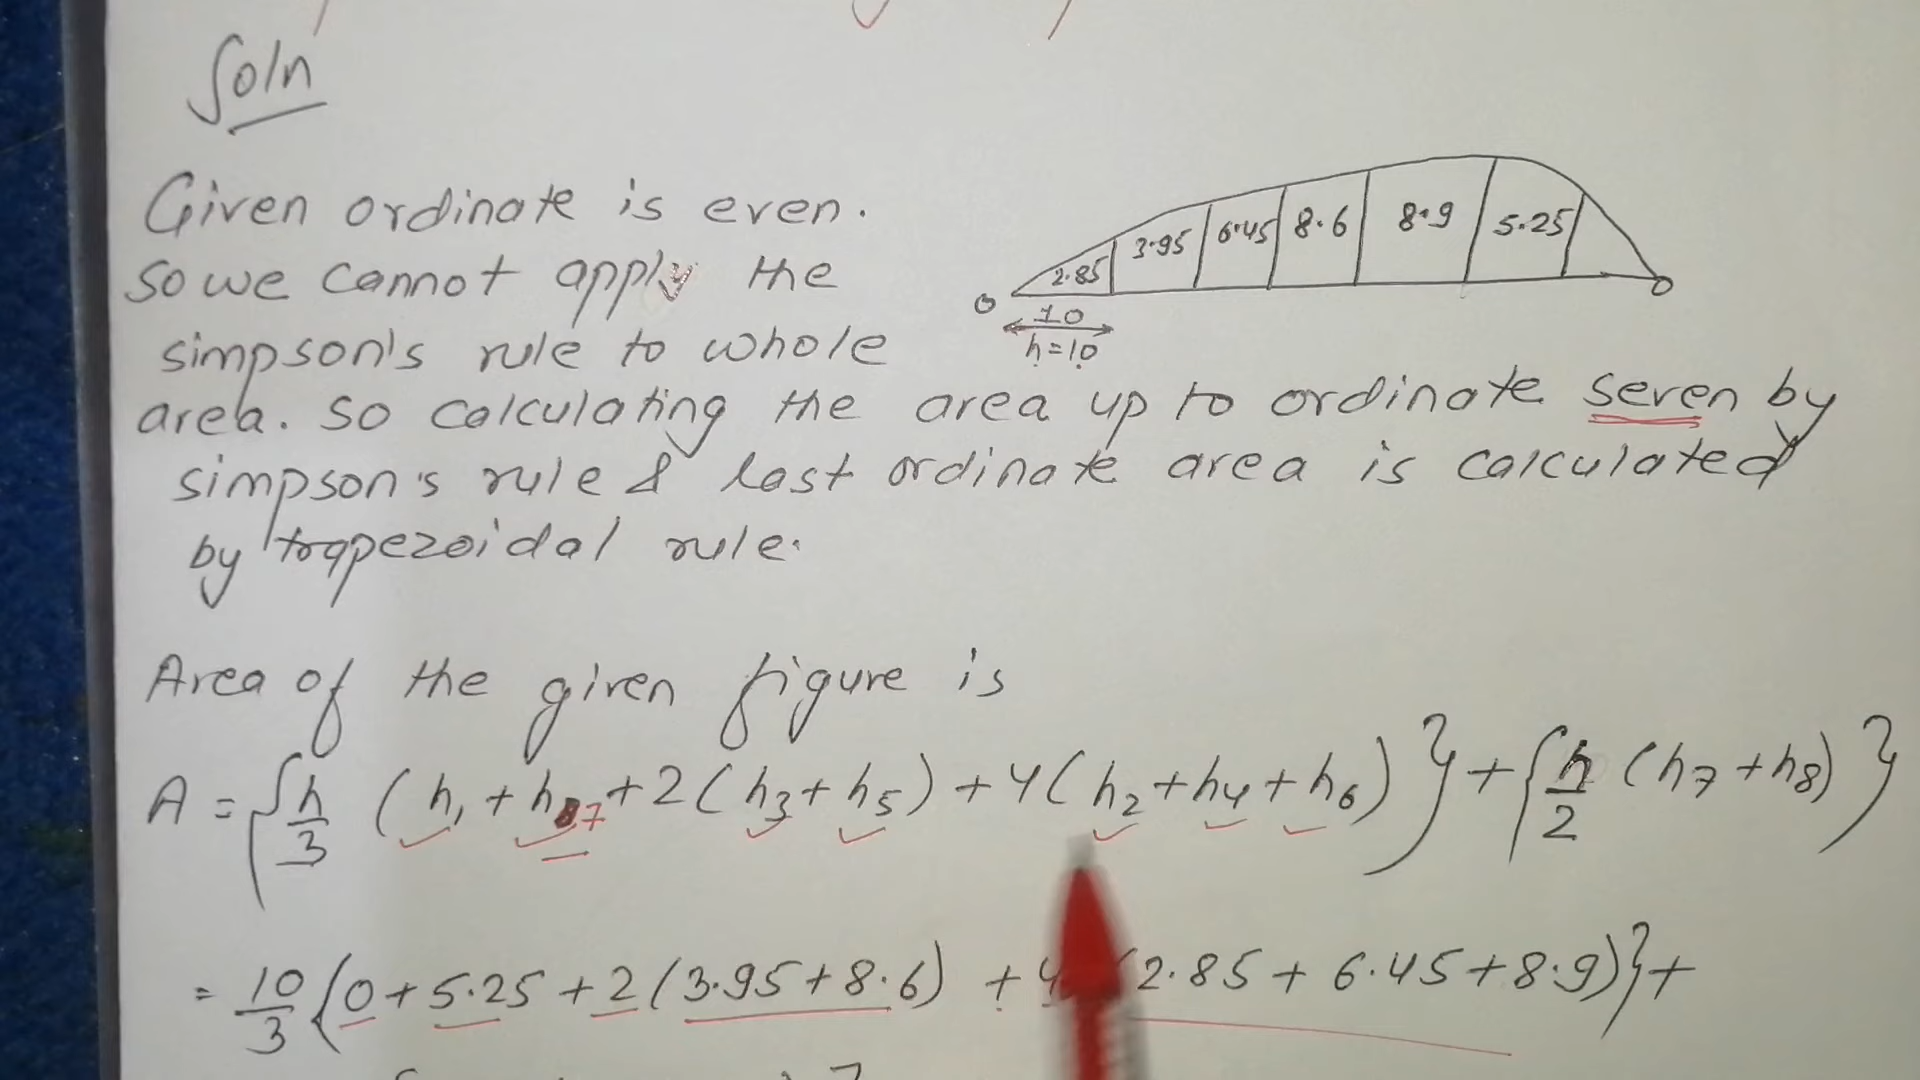 Soln
Given ordinate is even.
so we cannot apply the
simpson's rule to whole
area. so calculating the area up to ordinate seven by
simpson's rule & last ordinate area is calculated
by trapezoidal rule.
0 2.85 3.95 6.45 8.6 8.9 5.25 0
10
h=10
Area of the given figure is
A = { h/3 (h1 + h7 + 2(h3 + h5) + 4(h2 + h4 + h6) } + { h/2 (h7 + h8) }
= 10/3 { 0 + 5.25 + 2(3.95 + 8.6) + 4 (2.85 + 6.45 + 8.9) } +